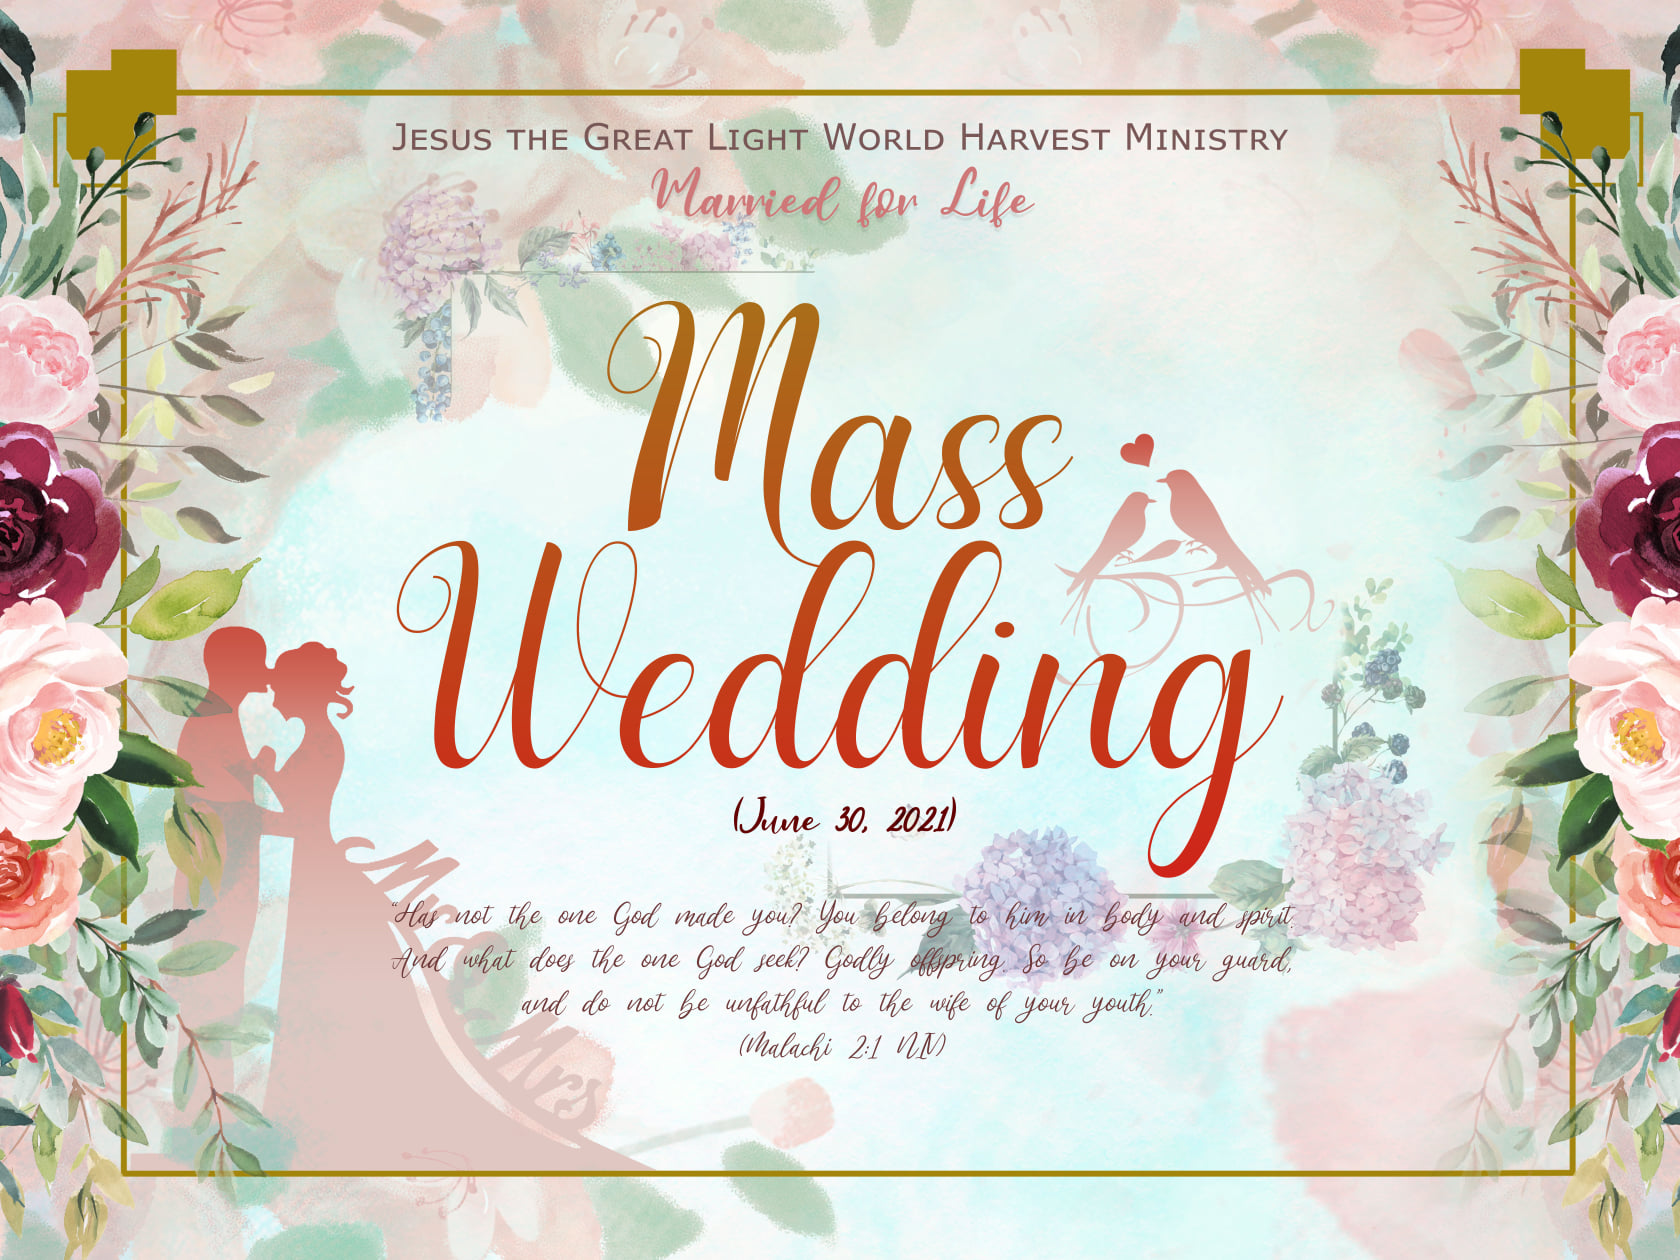 Jesus the Great Light World Harvest Ministry
Married for Life
Mass
Wedding
(June 30, 2021)
Mr & Mrs
"Has not the one God made you? You belong to him in body and spirit.
And what does the one God seek? Godly offspring. So be on your guard,
and do not be unfathful to the wife of your youth."
(Malachi 2:1 NIV)